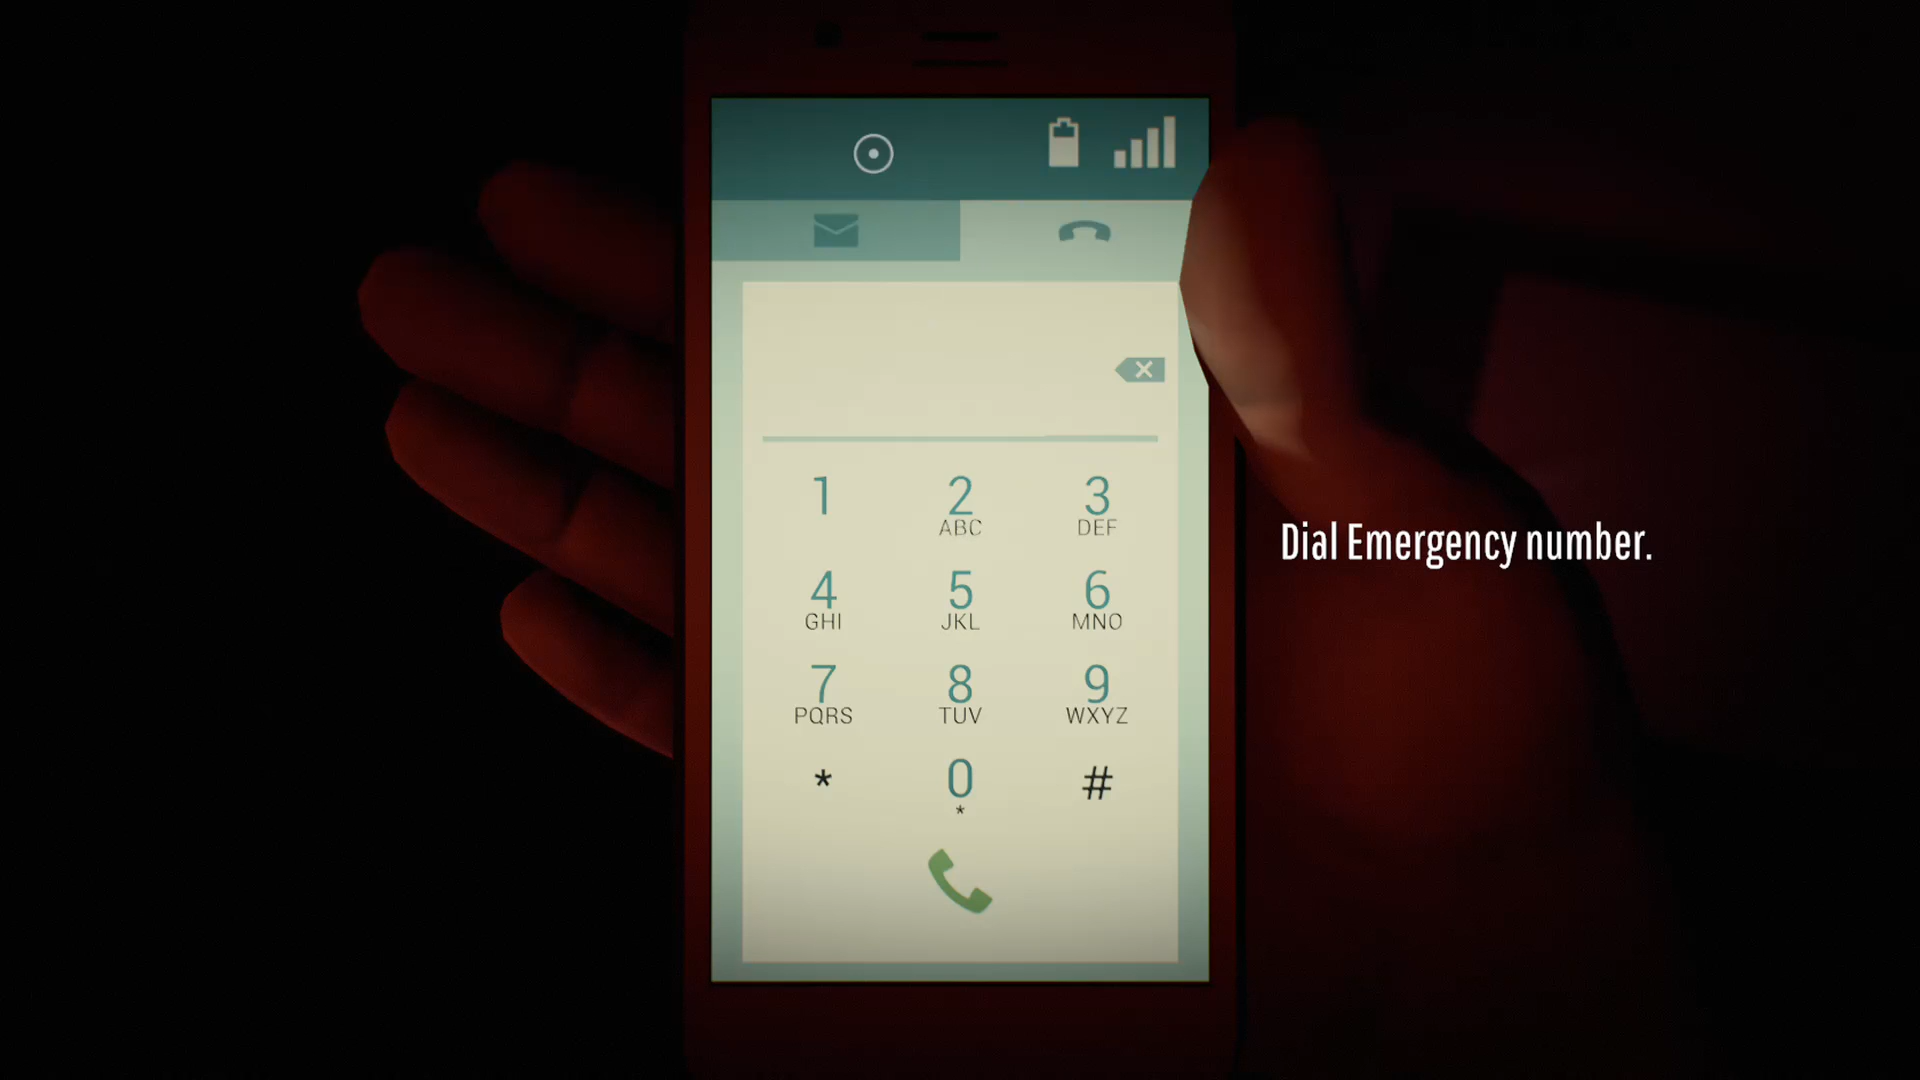 1 2 3
ABC DEF
Dial Emergency number.
4 5 6
GHI JKL MNO
7 8 9
PQRS TUV WXYZ
* 0 #
*